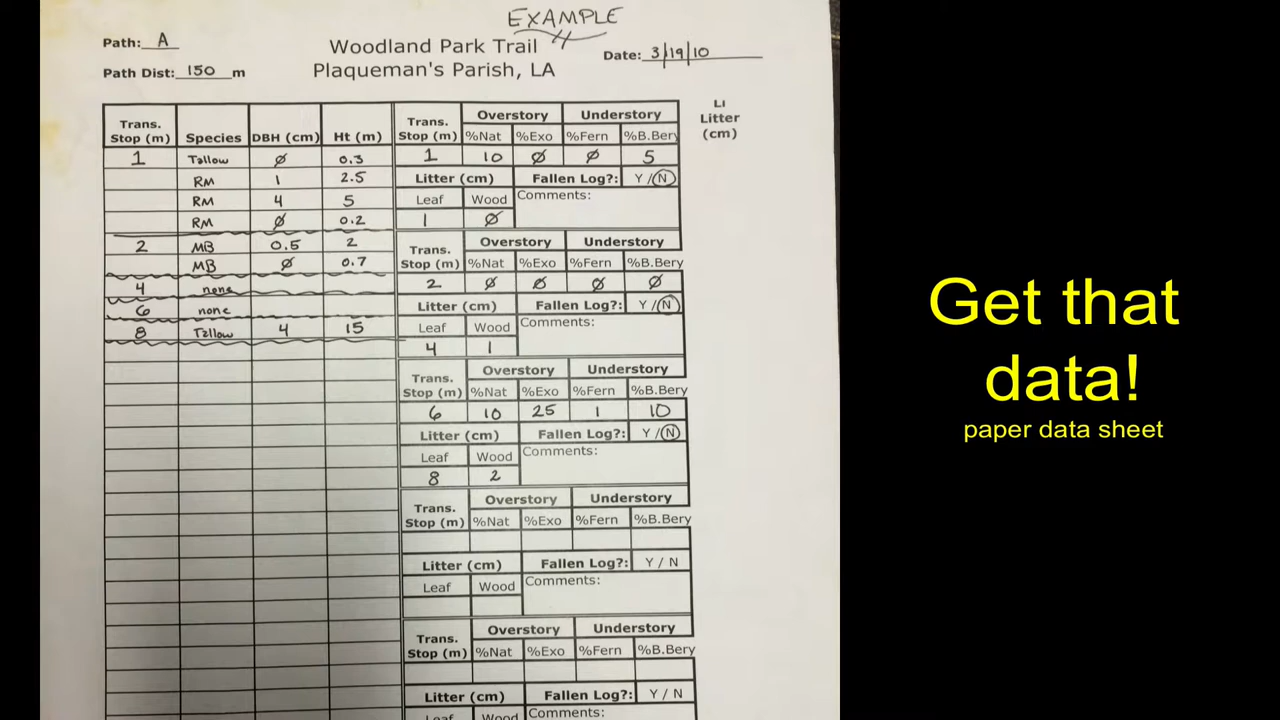 EXAMPLE
Path: A
Woodland Park Trail
Date: 3/19/10
Path Dist: 150 m
Plaqueman's Parish, LA
Trans. Stop (m) Species DBH (cm) Ht (m)
1 Tallow Ø 0.3
RM 1 2.5
RM 4 5
RM Ø 0.2
2 MB 0.5 2
MB Ø 0.7
4 none
6 none
8 Tallow 4 15
Trans. Overstory Understory
Stop (m) %Nat %Exo %Fern %B.Bery
1 10 Ø Ø 5
Litter (cm) Fallen Log?: Y / N
Leaf Wood Comments:
1 Ø
Trans. Overstory Understory
Stop (m) %Nat %Exo %Fern %B.Bery
2 Ø Ø Ø Ø
Litter (cm) Fallen Log?: Y / N
Leaf Wood Comments:
4 1
Trans. Overstory Understory
Stop (m) %Nat %Exo %Fern %B.Bery
6 10 25 1 10
Litter (cm) Fallen Log?: Y / N
Leaf Wood Comments:
8 2
Trans. Overstory Understory
Stop (m) %Nat %Exo %Fern %B.Bery
Litter (cm) Fallen Log?: Y / N
Leaf Wood Comments:
Trans. Overstory Understory
Stop (m) %Nat %Exo %Fern %B.Bery
Litter (cm) Fallen Log?: Y / N
Leaf Wood Comments:
LI
Litter
(cm)
Get that
data!
paper data sheet